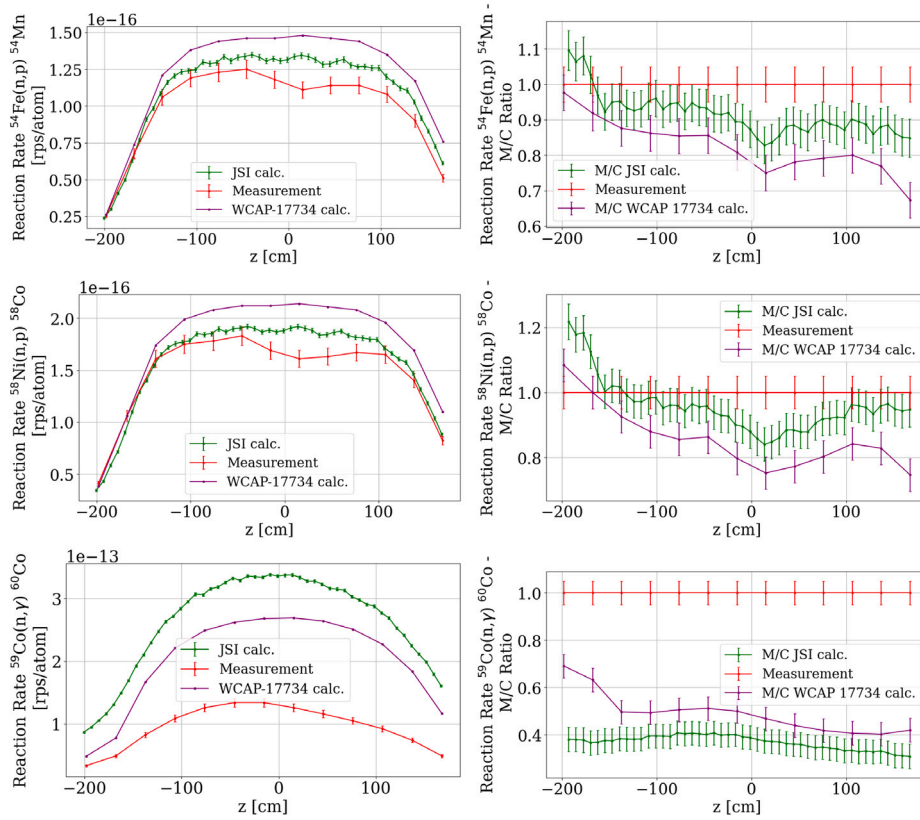 1e−16
Reaction Rate ⁵⁴Fe(n,p) ⁵⁴Mn
[rps/atom]
1.50
1.25
1.00
0.75
0.50
0.25
JSI calc.
Measurement
WCAP-17734 calc.
−200 −100 0 100
z [cm]
Reaction Rate ⁵⁴Fe(n,p) ⁵⁴Mn -
M/C Ratio
1.1
1.0
0.9
0.8
0.7
0.6
M/C JSI calc.
Measurement
M/C WCAP 17734 calc.
−200 −100 0 100
z [cm]
1e−16
Reaction Rate ⁵⁸Ni(n,p) ⁵⁸Co
[rps/atom]
2.0
1.5
1.0
0.5
JSI calc.
Measurement
WCAP-17734 calc.
−200 −100 0 100
z [cm]
Reaction Rate ⁵⁸Ni(n,p) ⁵⁸Co -
M/C Ratio
1.2
1.0
0.8
M/C JSI calc.
Measurement
M/C WCAP 17734 calc.
−200 −100 0 100
z [cm]
1e−13
Reaction Rate ⁵⁹Co(n,γ) ⁶⁰Co
[rps/atom]
3
2
1
JSI calc.
Measurement
WCAP-17734 calc.
−200 −100 0 100
z [cm]
Reaction Rate ⁵⁹Co(n,γ) ⁶⁰Co -
M/C Ratio
1.0
0.8
0.6
0.4
M/C JSI calc.
Measurement
M/C WCAP 17734 calc.
−200 −100 0 100
z [cm]